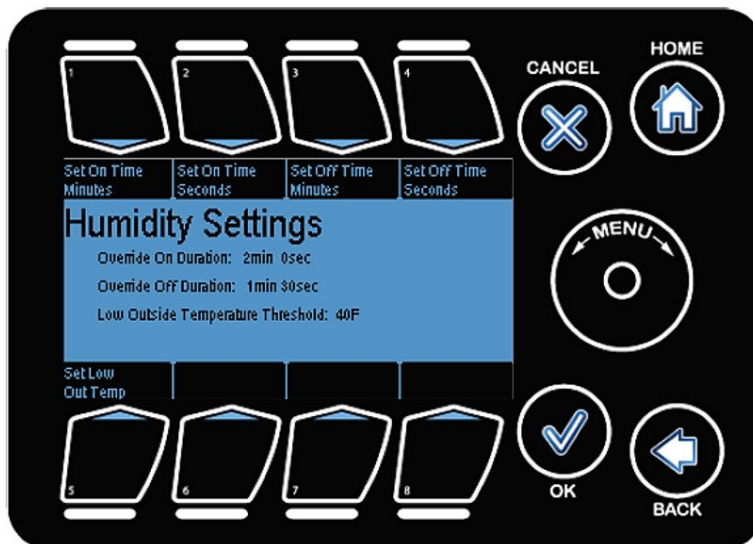 HOME
CANCEL
1 2 3 4
Set On Time Minutes
Set On Time Seconds
Set Off Time Minutes
Set Off Time Seconds
Humidity Settings
Override On Duration: 2min 0sec
Override Off Duration: 1min 30sec
Low Outside Temperature Threshold: 40F
MENU
Set Low
Out Temp
5 6 7 8
OK
BACK